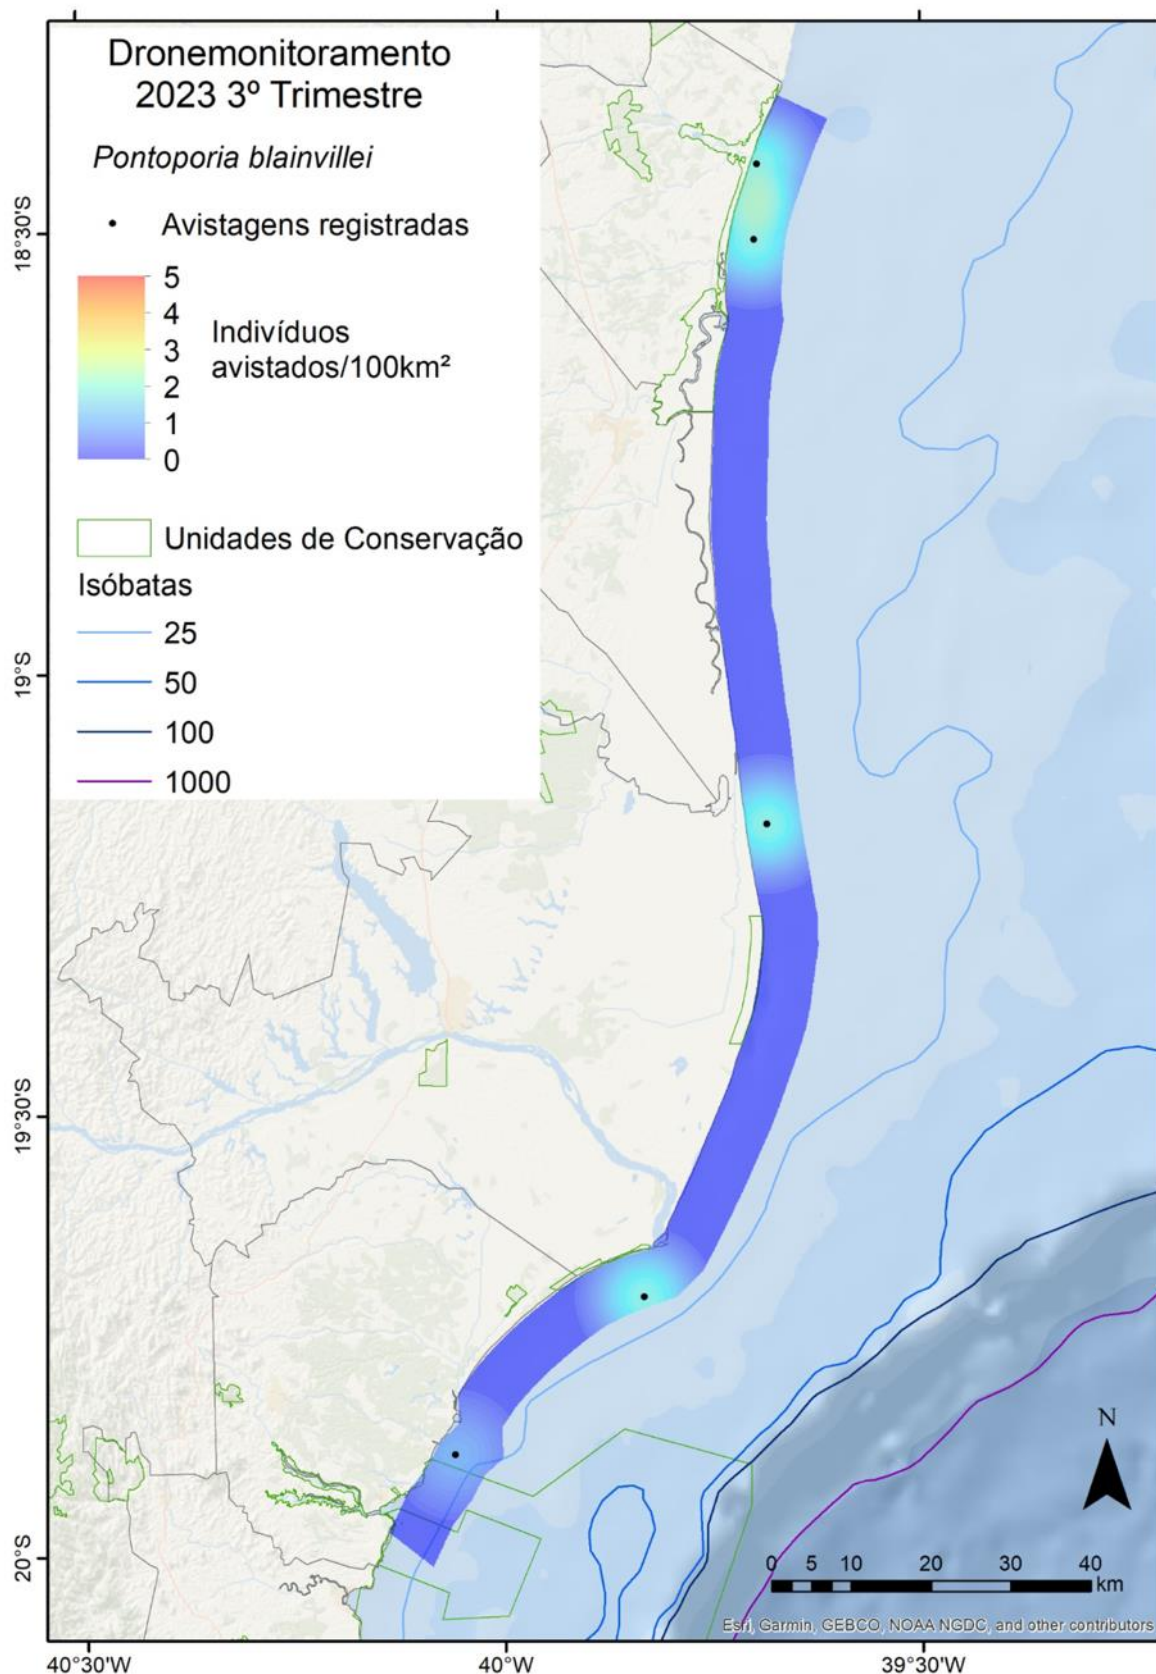 Dronemonitoramento
2023 3º Trimestre
Pontoporia blainvillei
Avistagens registradas
5
4
3
2
1
0
Indivíduos
avistados/100km²
Unidades de Conservação
Isóbatas
25
50
100
1000
18°30'S
19°S
19°30'S
20°S
N
0 5 10 20 30 40
km
Esri, Garmin, GEBCO, NOAA NGDC, and other contributors
40°30'W 40°W 39°30'W